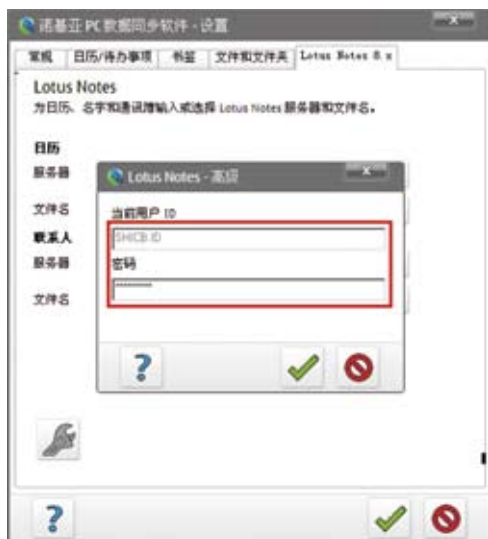 诺基亚 PC 数据同步软件 - 设置
常规 日历/待办事项 书签 文件和文件夹 Lotus Notes 8.x
Lotus Notes
为日历、名字和通讯簿输入或选择 Lotus Notes 服务器和文件名。
日历
服务器
文件名
联系人
服务器
文件名
Lotus Notes - 高级
当前用户 ID
SHICB.ID
密码